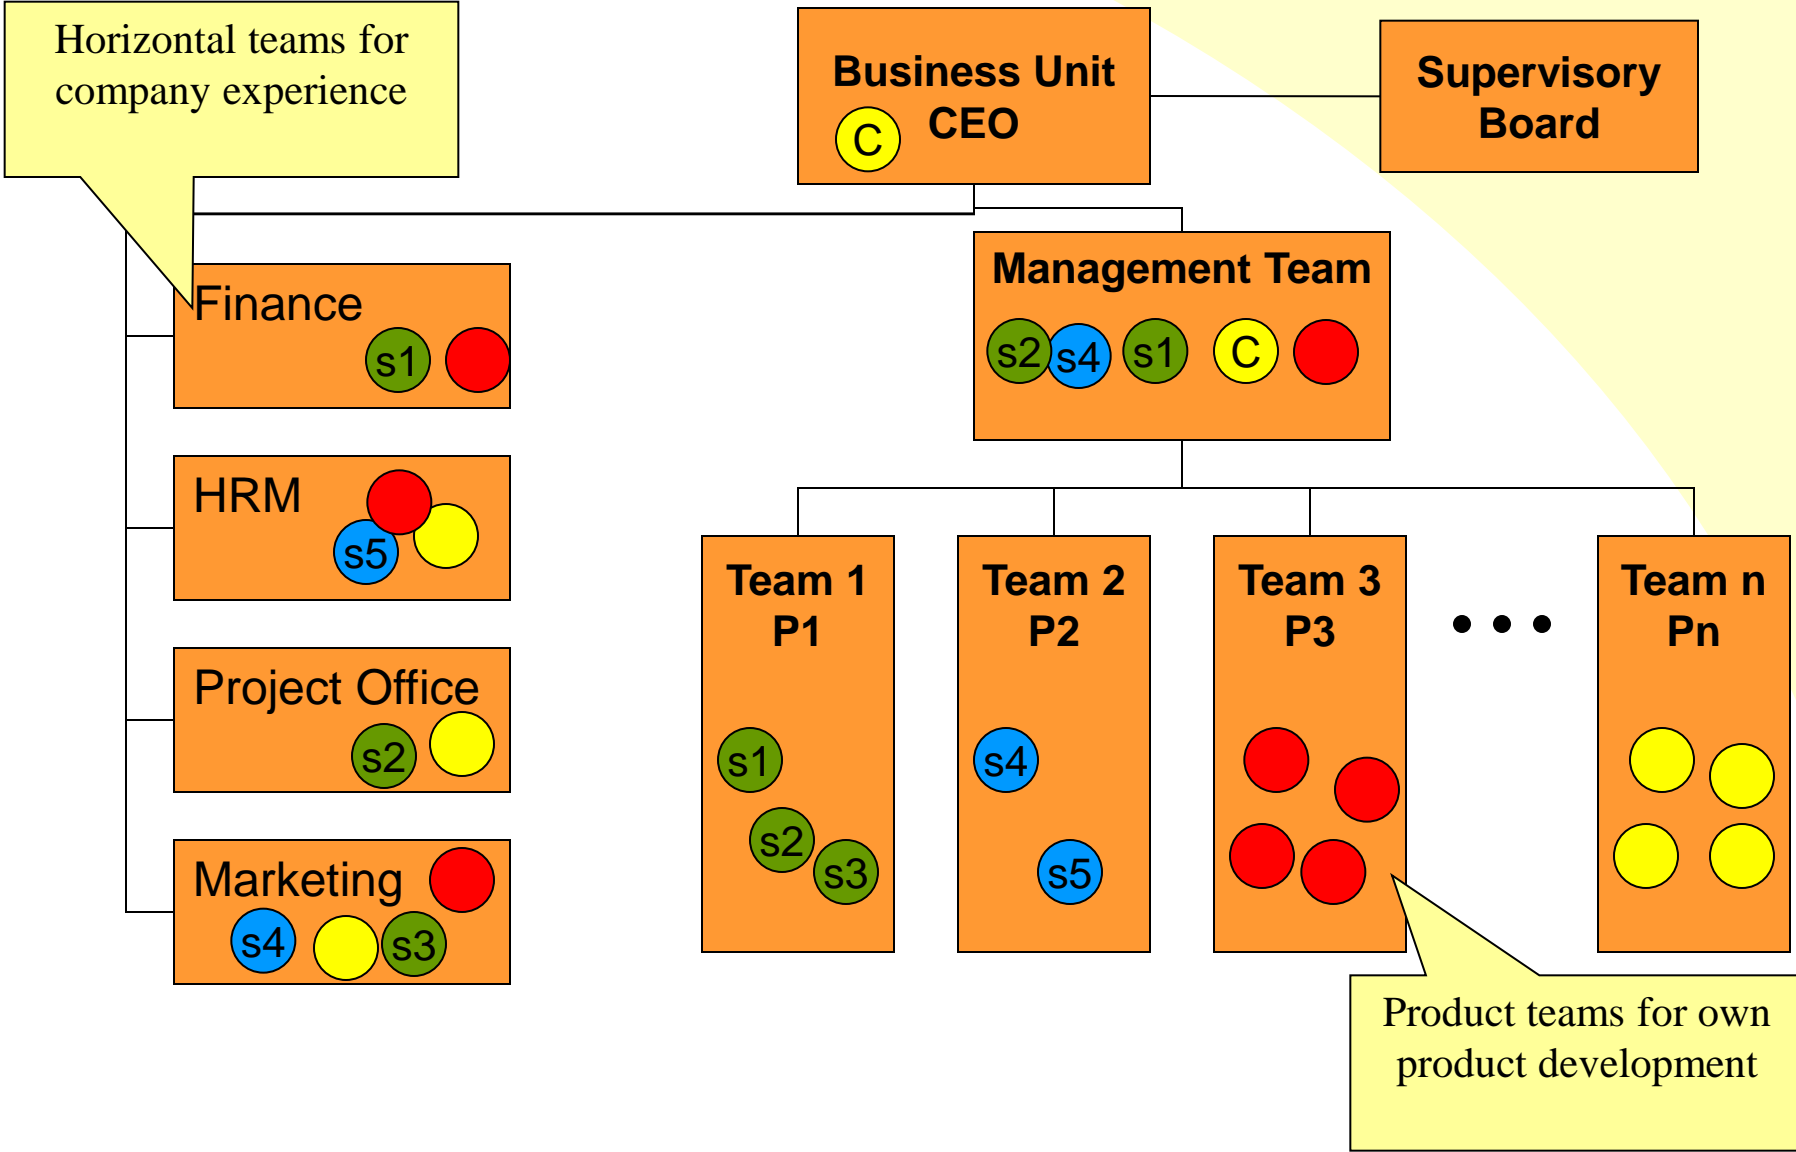 Horizontal teams for
company experience
Business Unit
CEO
C
Supervisory
Board
Management Team
s2 s4 s1 C
Finance
s1
HRM
s5
Project Office
s2
Marketing
s4 s3
Team 1
P1
s1
s2
s3
Team 2
P2
s4
s5
Team 3
P3
Team n
Pn
Product teams for own
product development